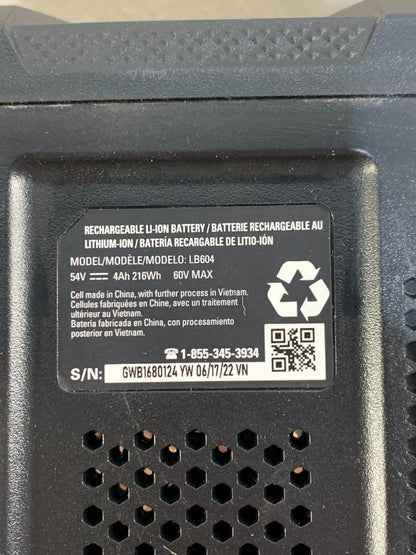 RECHARGEABLE LI-ION BATTERY / BATTERIE RECHARGEABLE AU
LITHIUM-ION / BATERÍA RECARGABLE DE LITIO-IÓN
MODEL/MODÈLE/MODELO: LB604
54V ⎓ 4Ah 216Wh 60V MAX
Cell made in China, with further process in Vietnam.
Cellules fabriquées en Chine, avec un traitement
ultérieur au Vietnam.
Batería fabricada en China, con procesamiento
posterior en Vietnam.
☎ 1-855-345-3934
S/N: GWB1680124 YW 06/17/22 VN